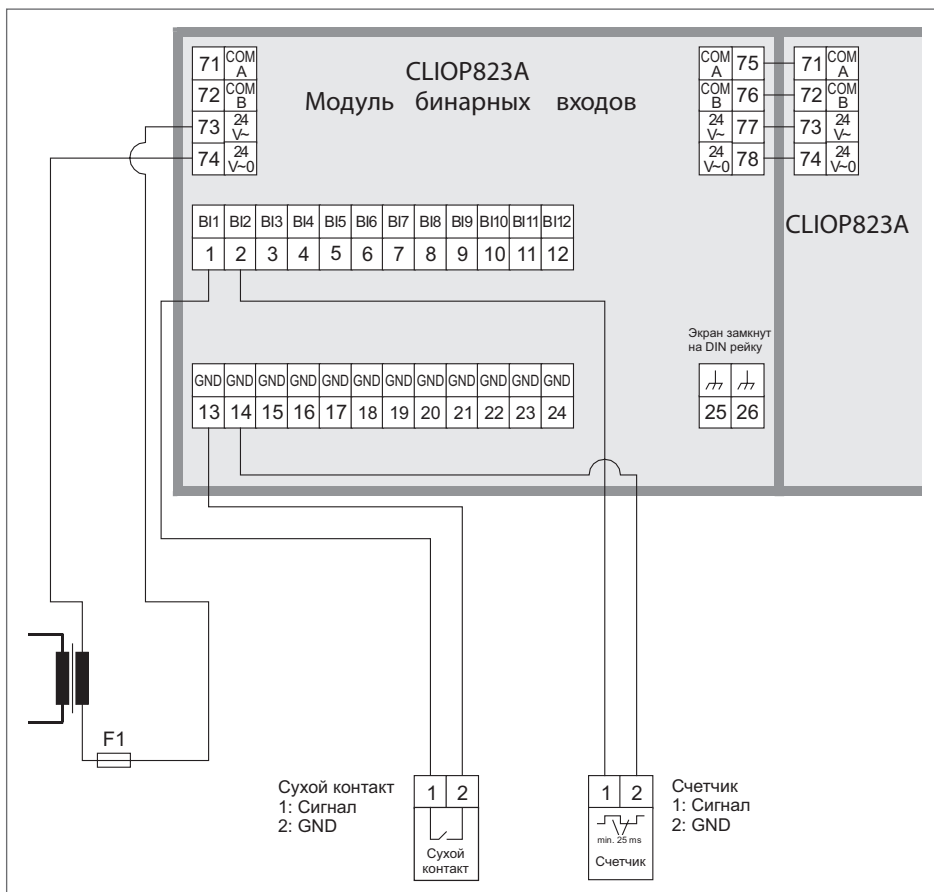 CLIOP823A
Модуль бинарных входов
71 COM A
72 COM B
73 24 V~
74 24 V~0
COM A 75
COM B 76
24 V~ 77
24 V~0 78
71 COM A
72 COM B
73 24 V~
74 24 V~0
CLIOP823A
BI1 BI2 BI3 BI4 BI5 BI6 BI7 BI8 BI9 BI10 BI11 BI12
1 2 3 4 5 6 7 8 9 10 11 12
Экран замкнут
на DIN рейку
GND GND GND GND GND GND GND GND GND GND GND GND
13 14 15 16 17 18 19 20 21 22 23 24
25 26
F1
Сухой контакт
1: Сигнал
2: GND
1 2
Сухой
контакт
1 2
min. 25 ms
Счетчик
Счетчик
1: Сигнал
2: GND